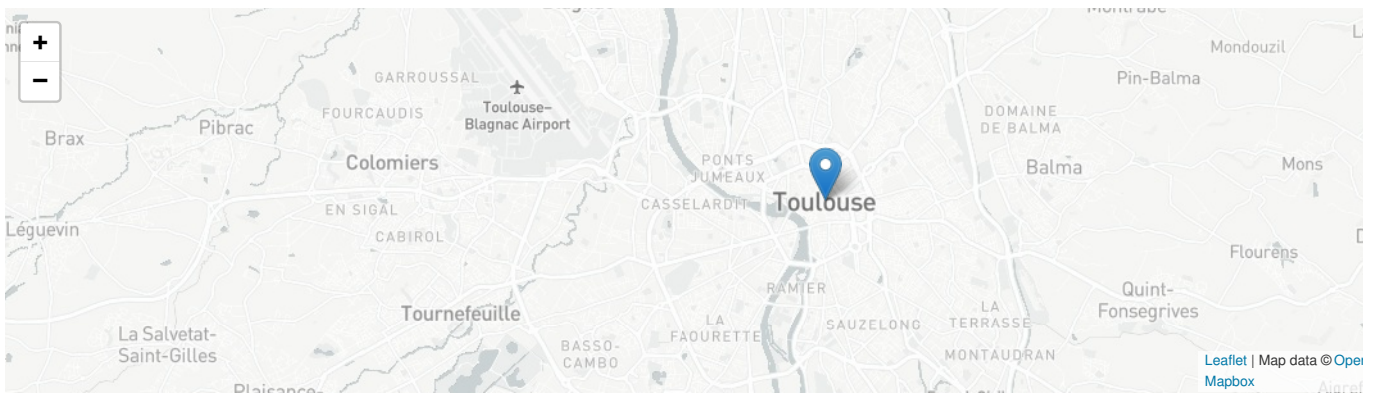 Mondouzil
Pin-Balma
GARROUSSAL
Toulouse–
Blagnac Airport
FOURCAUDIS
DOMAINE
DE BALMA
Brax
Pibrac
Colomiers
PONTS
JUMEAUX
Balma
Mons
EN SIGAL
CASSELARDIT
Toulouse
Léguevin
CABIROL
Flourens
RAMIER
Quint-
Fonsegrives
Tournefeuille
LA
FAOURETTE
SAUZELONG
LA
TERRASSE
La Salvetat-
Saint-Gilles
BASSO-
CAMBO
MONTAUDRAN
Leaflet | Map data © Open
Mapbox
+
−